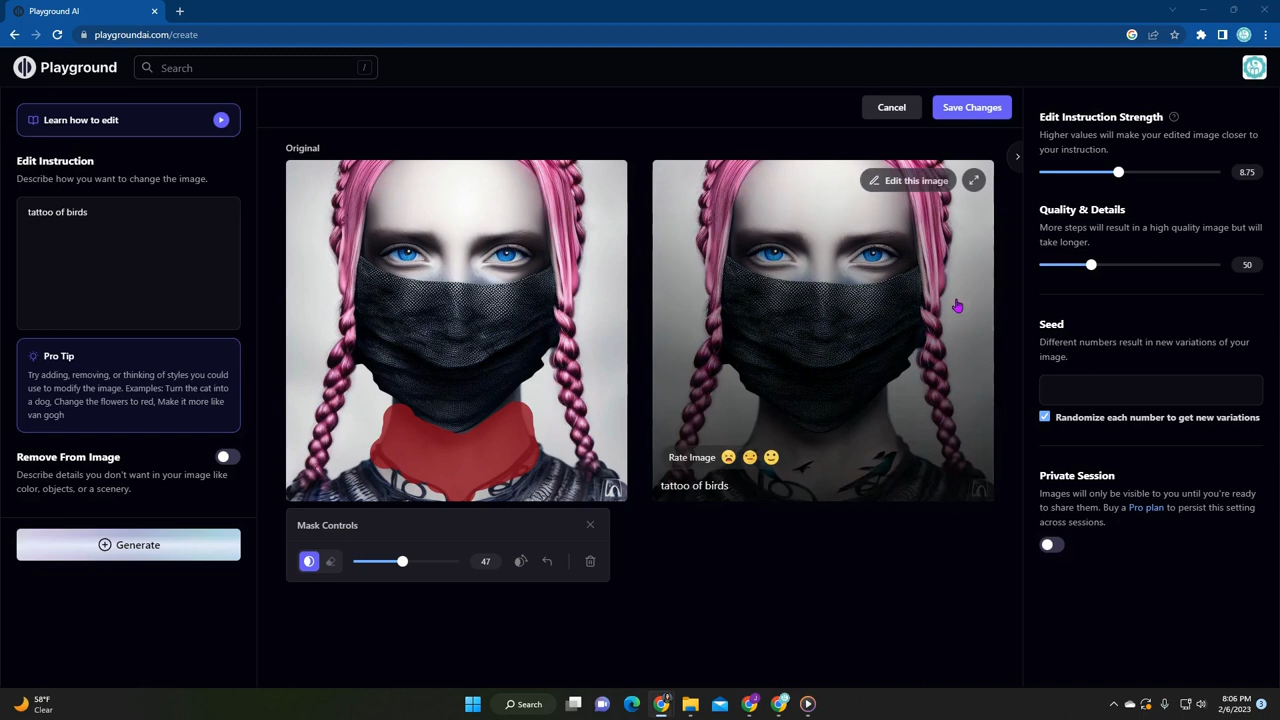 Playground AI
playgroundai.com/create
Playground
Search
/
Learn how to edit
Edit Instruction
Describe how you want to change the image.
tattoo of birds
Pro Tip
Try adding, removing, or thinking of styles you could
use to modify the image. Examples: Turn the cat into
a dog, Change the flowers to red, Make it more like
van gogh
Remove From Image
Describe details you don't want in your image like
color, objects, or a scenery.
Generate
Cancel
Save Changes
Original
Edit this image
Rate Image
tattoo of birds
Mask Controls
47
Edit Instruction Strength
Higher values will make your edited image closer to
your instruction.
8.75
Quality & Details
More steps will result in a high quality image but will
take longer.
50
Seed
Different numbers result in new variations of your
image.
Randomize each number to get new variations
Private Session
Images will only be visible to you until you're ready
to share them. Buy a Pro plan to persist this setting
across sessions.
58°F
Clear
Search
8:06 PM
2/6/2023
3